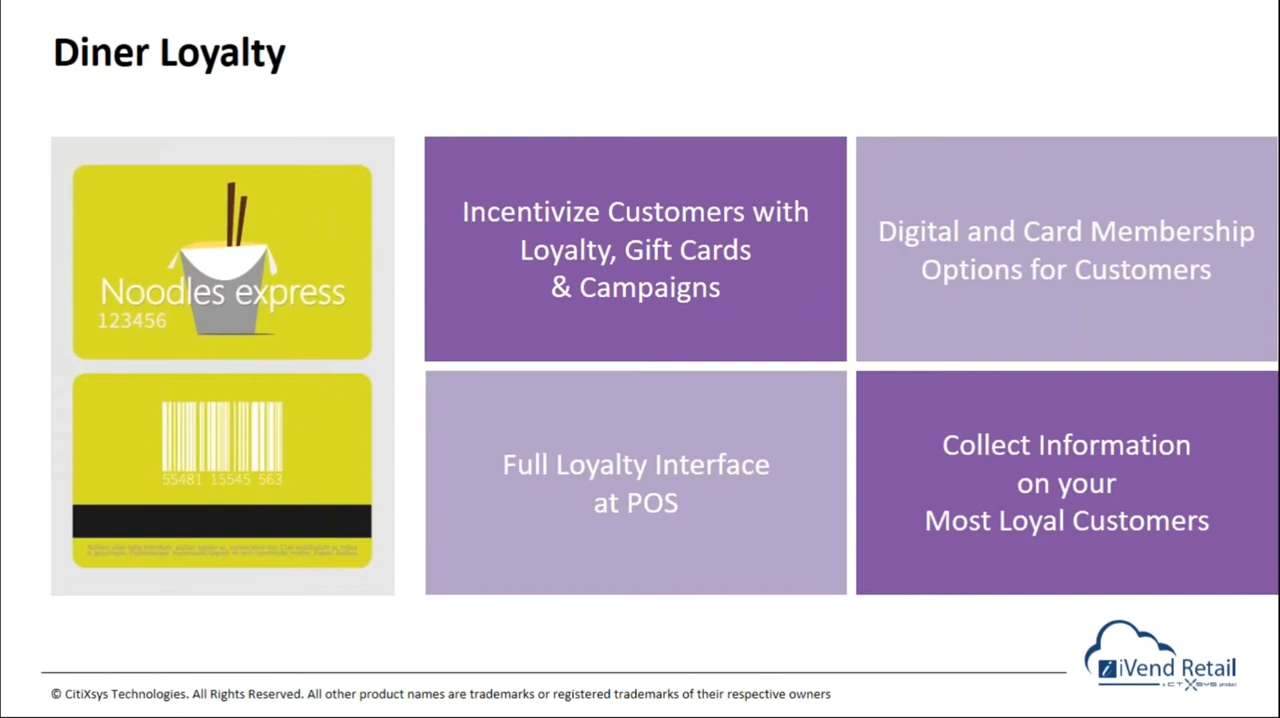 Diner Loyalty
Noodles express
123456
55481 15545 563
Incentivize Customers with
Loyalty, Gift Cards
& Campaigns
Digital and Card Membership
Options for Customers
Full Loyalty Interface
at POS
Collect Information
on your
Most Loyal Customers
iVend Retail
a CTXSYS product
© CitiXsys Technologies. All Rights Reserved. All other product names are trademarks or registered trademarks of their respective owners